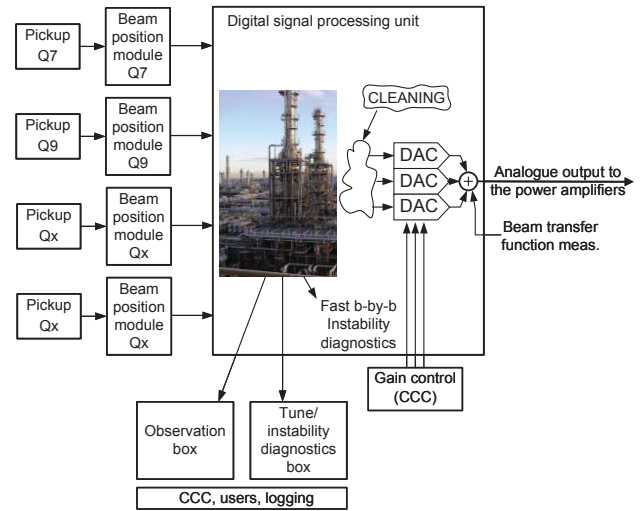 Digital signal processing unit
Pickup
Q7
Beam
position
module
Q7
Pickup
Q9
Beam
position
module
Q9
Pickup
Qx
Beam
position
module
Qx
Pickup
Qx
Beam
position
module
Qx
CLEANING
DAC
DAC
DAC
+
Analogue output to
the power amplifiers
Beam transfer
function meas.
Fast b-by-b
Instability
diagnostics
Gain control
(CCC)
Observation
box
Tune/
instability
diagnostics
box
CCC, users, logging